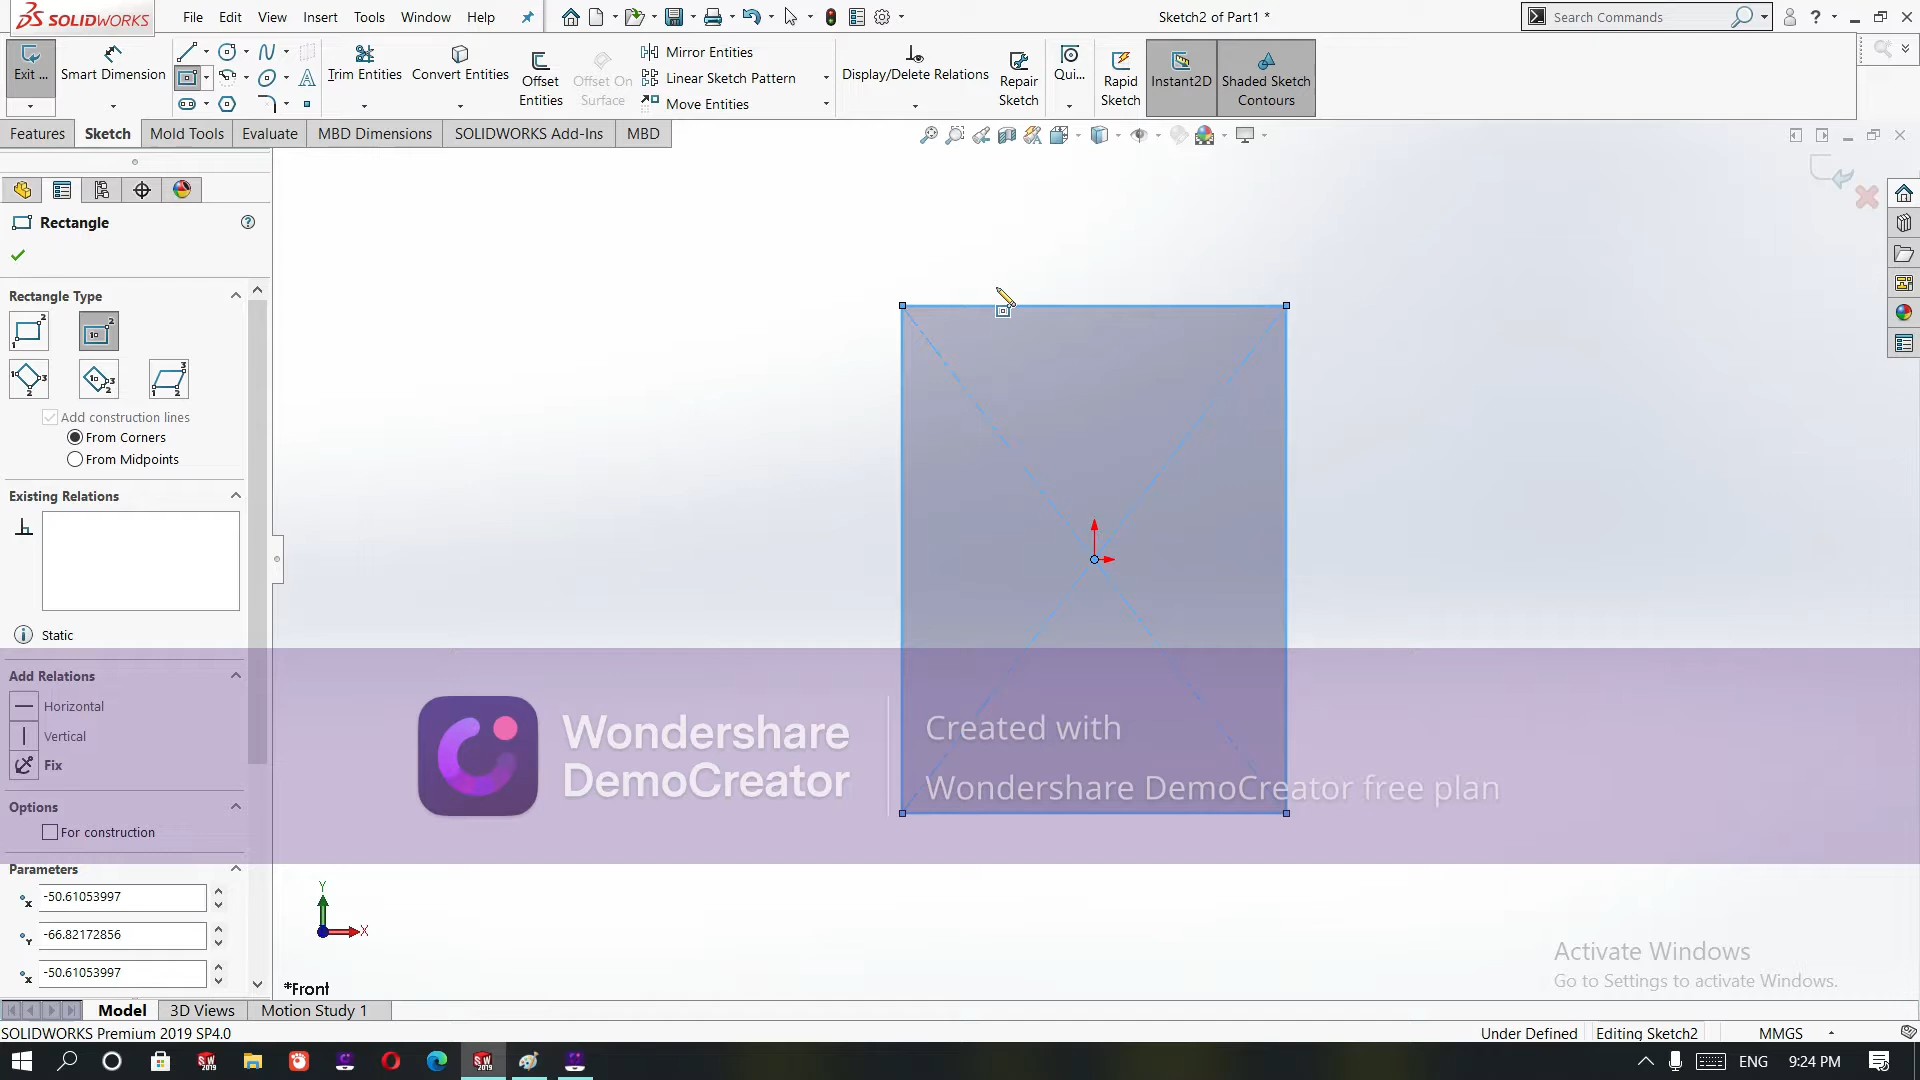 SOLIDWORKS
File
Edit
View
Insert
Tools
Window
Help
Sketch2 of Part1 *
Search Commands
Exit ...
Smart Dimension
Trim Entities
Convert Entities
Offset
Entities
Offset On
Surface
Mirror Entities
Linear Sketch Pattern
Move Entities
Display/Delete Relations
Repair
Sketch
Qui...
Rapid
Sketch
Instant2D
Shaded Sketch
Contours
Features
Sketch
Mold Tools
Evaluate
MBD Dimensions
SOLIDWORKS Add-Ins
MBD
Rectangle
Rectangle Type
Add construction lines
From Corners
From Midpoints
Existing Relations
Static
Add Relations
Horizontal
Vertical
Fix
Options
For construction
Parameters
-50.61053997
-66.82172856
-50.61053997
Wondershare
DemoCreator
Created with
Wondershare DemoCreator free plan
Y
X
*Front
Activate Windows
Go to Settings to activate Windows.
Model
3D Views
Motion Study 1
SOLIDWORKS Premium 2019 SP4.0
Under Defined
Editing Sketch2
MMGS
ENG
9:24 PM